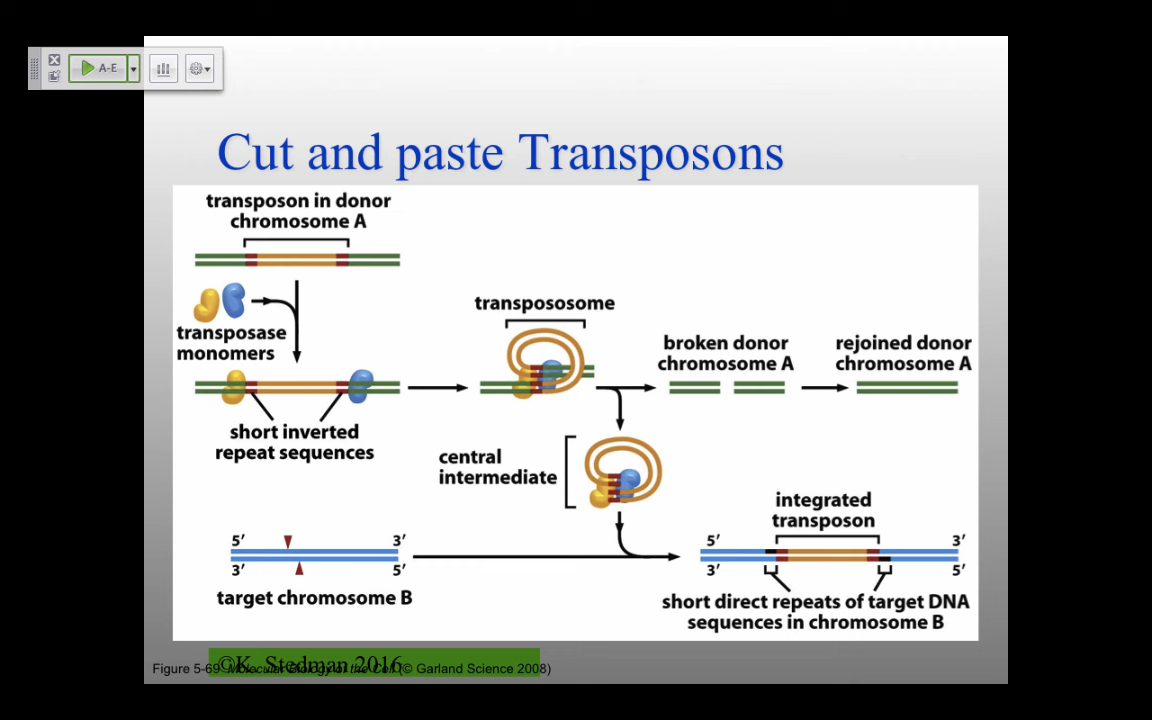 A-E
Cut and paste Transposons
transposon in donor
chromosome A
transposase
monomers
short inverted
repeat sequences
transpososome
broken donor
chromosome A
rejoined donor
chromosome A
central
intermediate
5′ 3′
3′ 5′
target chromosome B
integrated
transposon
5′ 3′
3′ 5′
short direct repeats of target DNA
sequences in chromosome B
©K. Stedman 2016
Figure 5-69 Molecular Biology of the Cell (© Garland Science 2008)